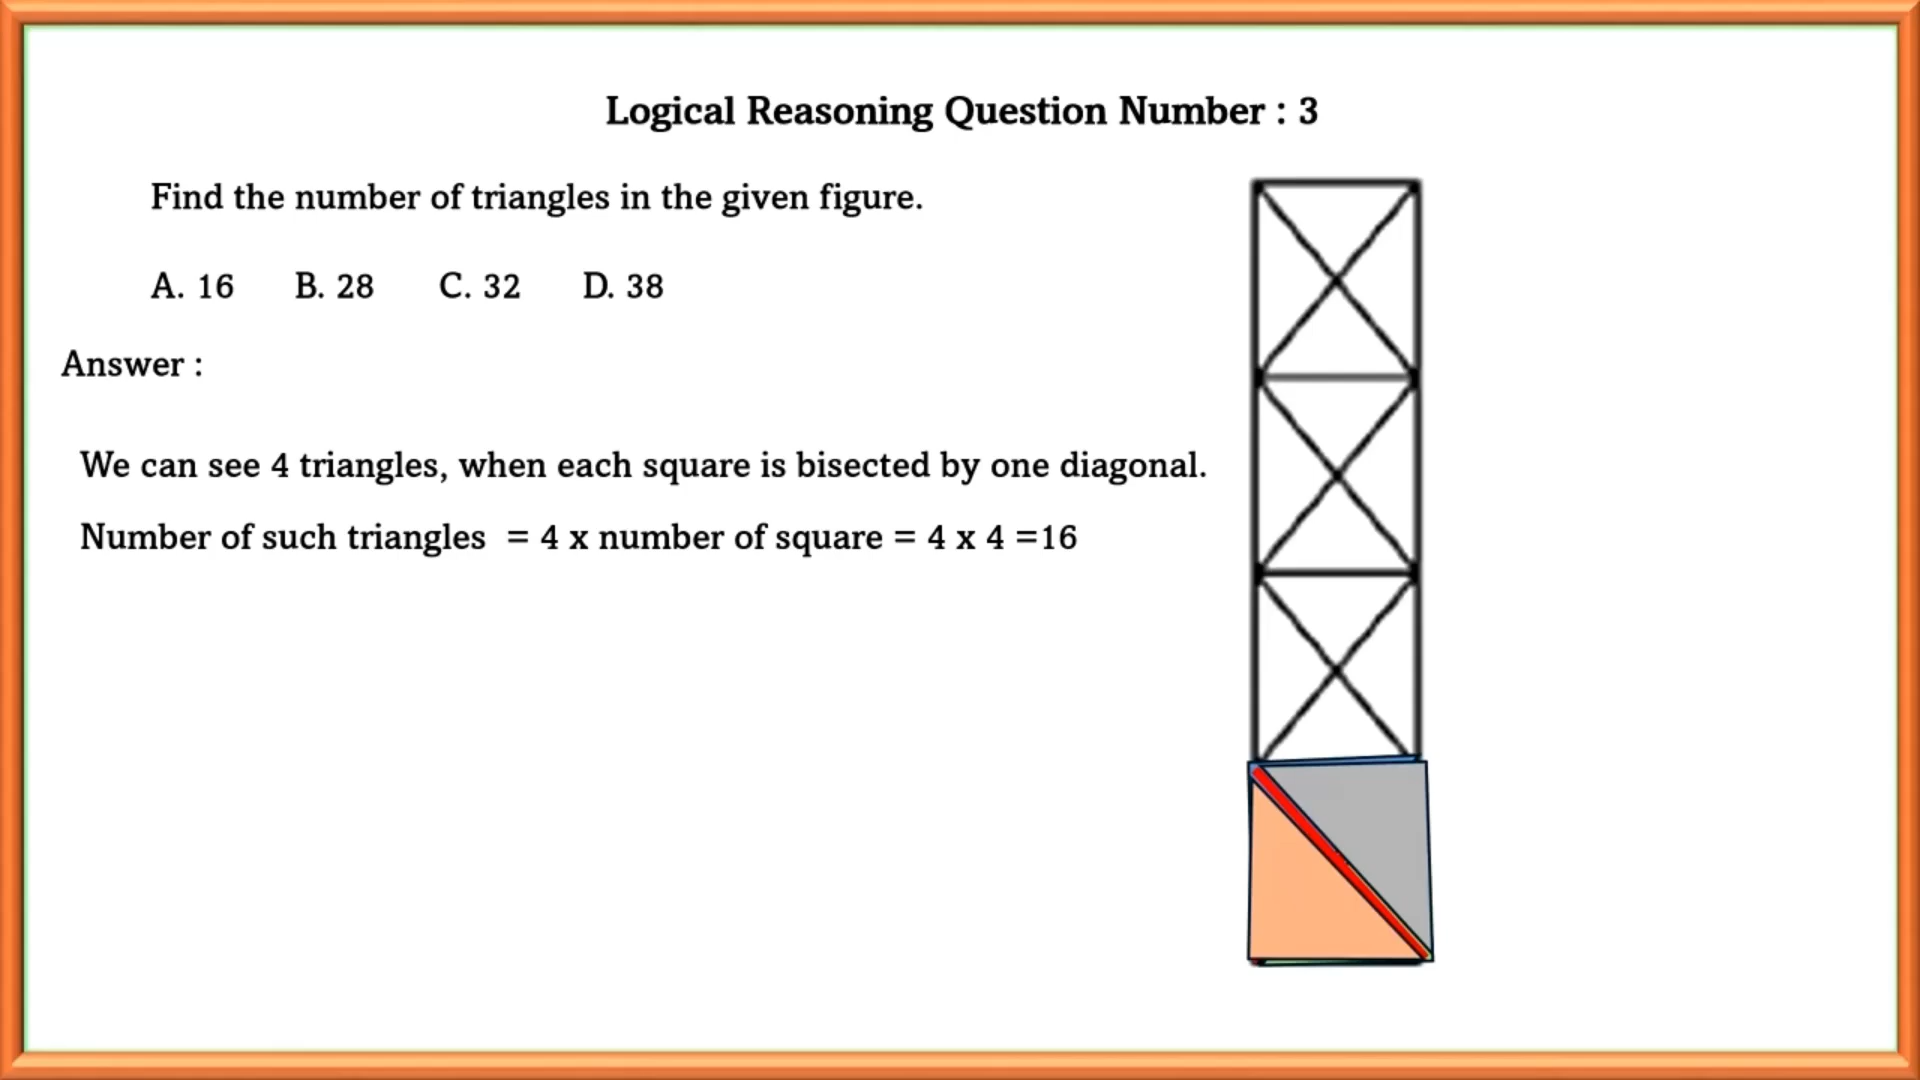 Logical Reasoning Question Number : 3
Find the number of triangles in the given figure.
A. 16 B. 28 C. 32 D. 38
Answer :
We can see 4 triangles, when each square is bisected by one diagonal.
Number of such triangles = 4 x number of square = 4 x 4 =16